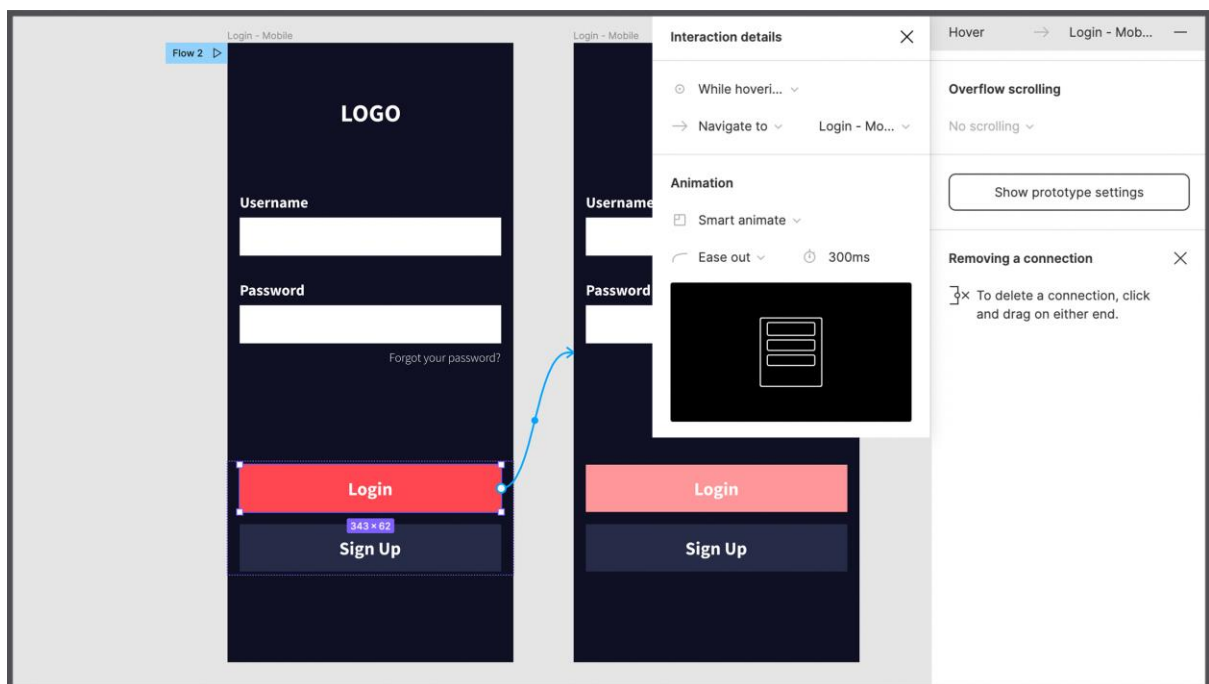 Login - Mobile
Flow 2
LOGO
Username
Password
Forgot your password?
Login
343 × 62
Sign Up
Login - Mobile
Username
Password
Login
Sign Up
Interaction details
While hoveri...
Navigate to Login - Mo...
Animation
Smart animate
Ease out 300ms
Hover → Login - Mob...
Overflow scrolling
No scrolling
Show prototype settings
Removing a connection
To delete a connection, click
and drag on either end.